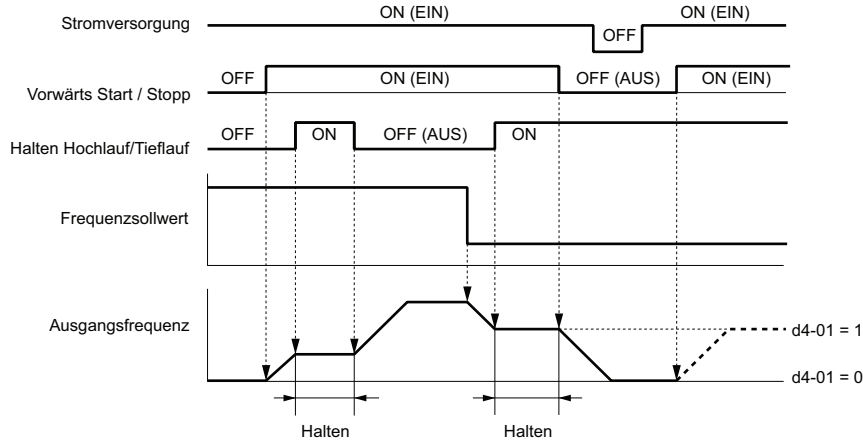 ON (EIN) ON (EIN)
Stromversorgung
OFF
OFF ON (EIN) OFF (AUS) ON (EIN)
Vorwärts Start / Stopp
OFF ON OFF (AUS) ON
Halten Hochlauf/Tieflauf
Frequenzsollwert
Ausgangsfrequenz
d4-01 = 1
d4-01 = 0
Halten Halten